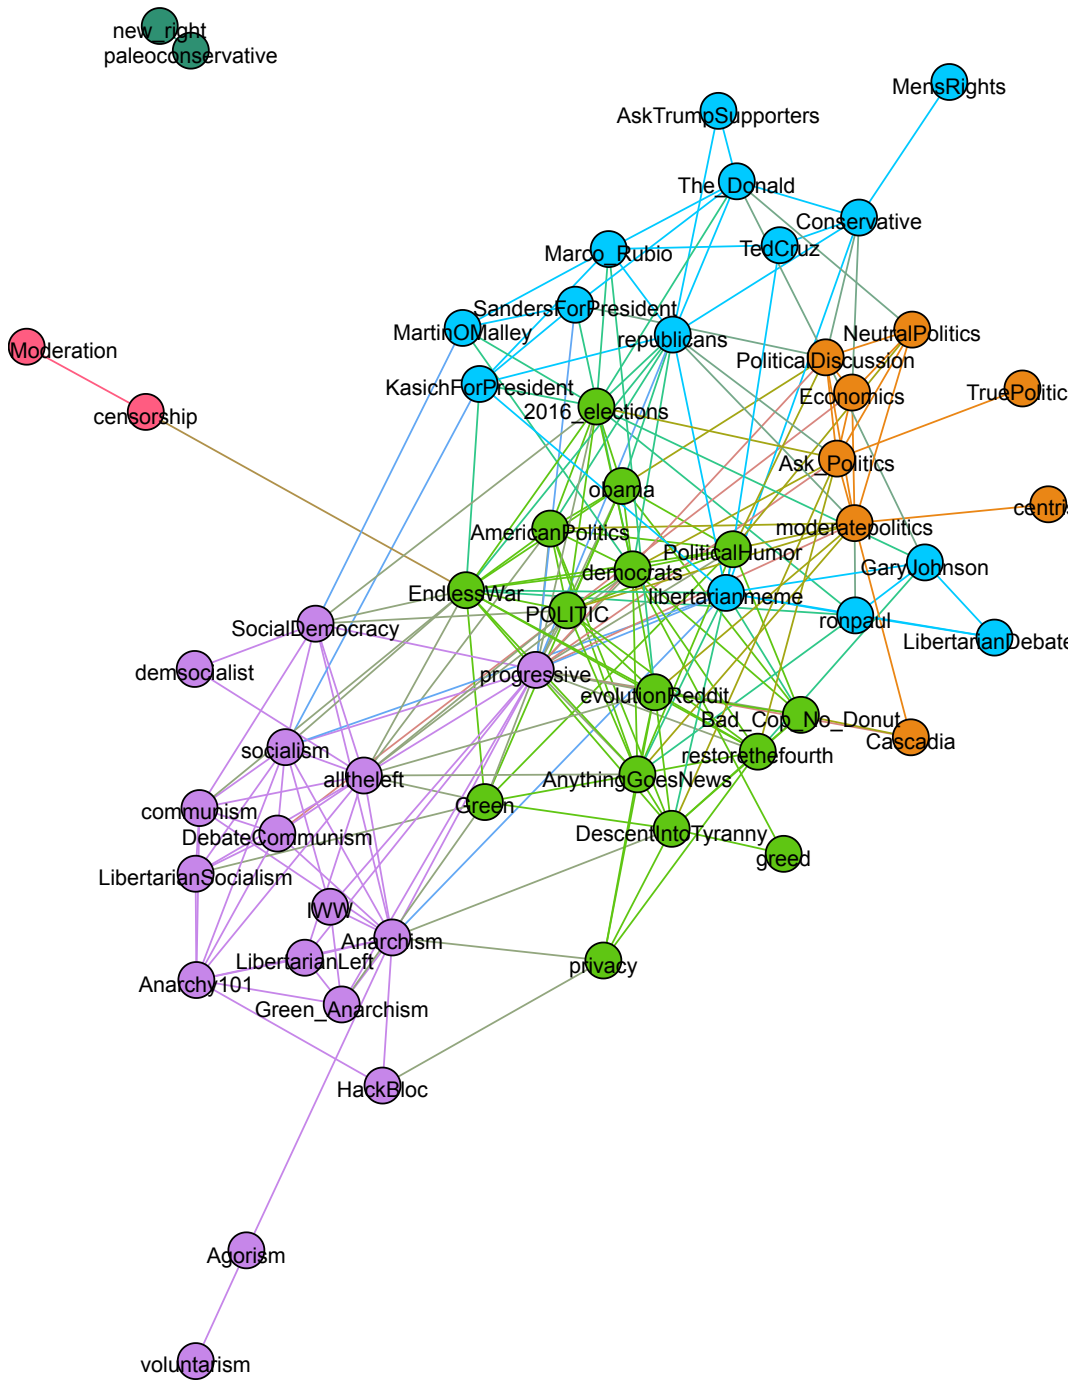 new_right
paleoconservative
MensRights
AskTrumpSupporters
The_Donald
Conservative
TedCruz
Marco_Rubio
SandersForPresident
MartinOMalley
republicans
NeutralPolitics
PoliticalDiscussion
Moderation
KasichForPresident
Economics
TruePolitic
censorship
2016_elections
Ask_Politics
obama
centris
AmericanPolitics
moderatepolitics
PoliticalHumor
GaryJohnson
democrats
EndlessWar
libertarianmeme
POLITIC
ronpaul
SocialDemocracy
LibertarianDebate
demsocialist
progressive
evolutionReddit
Bad_Cop_No_Donut
Cascadia
socialism
restorethefourth
alltheleft
AnythingGoesNews
communism
Green
DebateCommunism
DescentIntoTyranny
greed
LibertarianSocialism
IWW
Anarchism
LibertarianLeft
privacy
Anarchy101
Green_Anarchism
HackBloc
Agorism
voluntarism